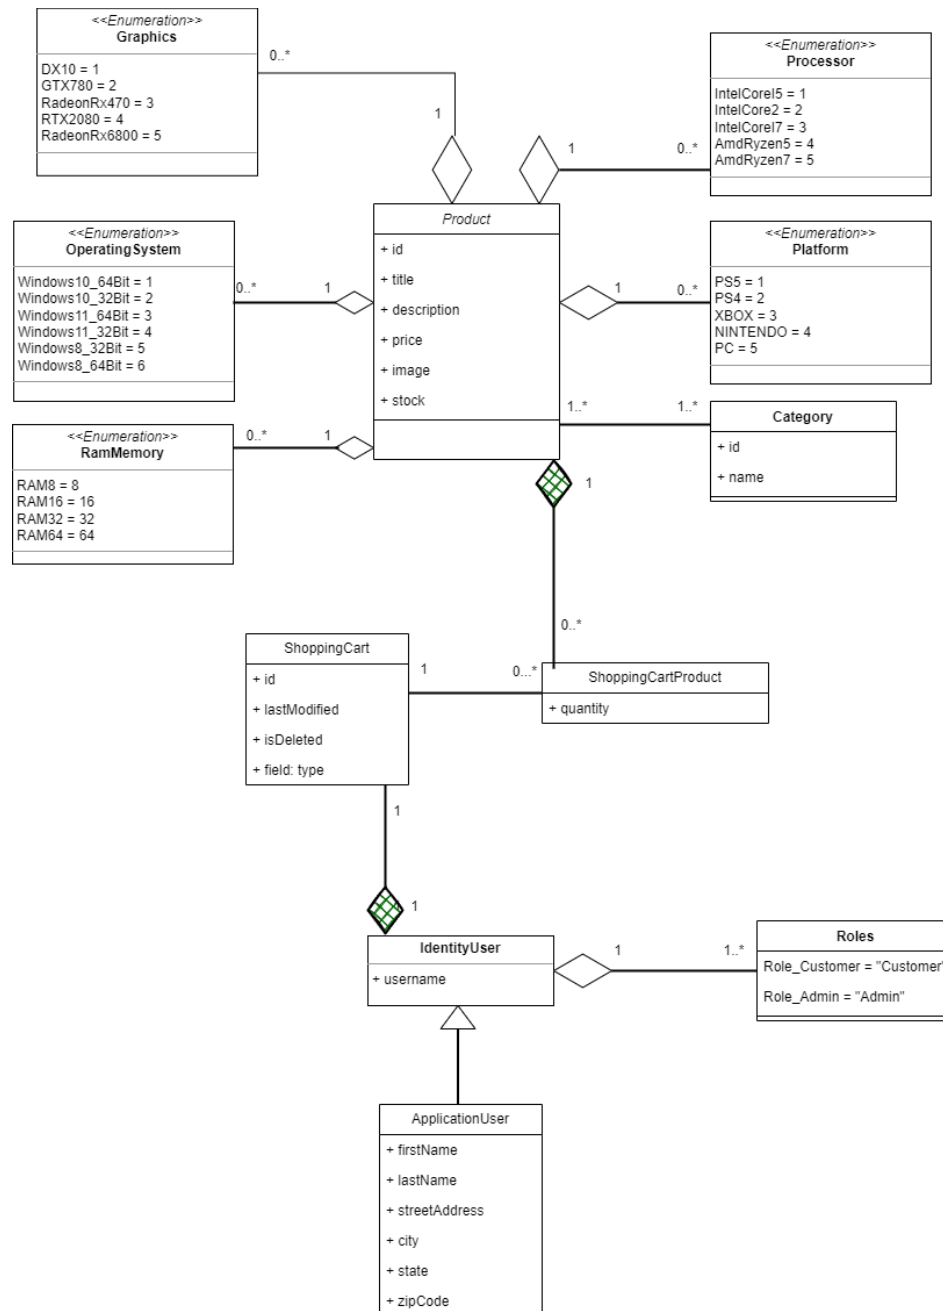 <<Enumeration>>
Graphics
DX10 = 1
GTX780 = 2
RadeonRx470 = 3
RTX2080 = 4
RadeonRx6800 = 5
0..*
1
<<Enumeration>>
Processor
IntelCoreI5 = 1
IntelCore2 = 2
IntelCoreI7 = 3
AmdRyzen5 = 4
AmdRyzen7 = 5
1
0..*
<<Enumeration>>
OperatingSystem
Windows10_64Bit = 1
Windows10_32Bit = 2
Windows11_64Bit = 3
Windows11_32Bit = 4
Windows8_32Bit = 5
Windows8_64Bit = 6
0..*
1
Product
+ id
+ title
+ description
+ price
+ image
+ stock
<<Enumeration>>
Platform
PS5 = 1
PS4 = 2
XBOX = 3
NINTENDO = 4
PC = 5
1
0..*
<<Enumeration>>
RamMemory
RAM8 = 8
RAM16 = 16
RAM32 = 32
RAM64 = 64
0..*
1
1..*
1..*
Category
+ id
+ name
1
0..*
ShoppingCart
+ id
+ lastModified
+ isDeleted
+ field: type
1
0...*
ShoppingCartProduct
+ quantity
1
1
IdentityUser
+ username
1
1..*
Roles
Role_Customer = "Customer"
Role_Admin = "Admin"
ApplicationUser
+ firstName
+ lastName
+ streetAddress
+ city
+ state
+ zipCode